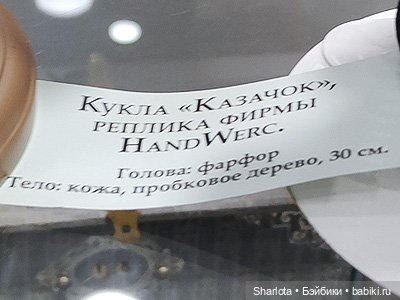 Кукла «Казачок»,
реплика фирмы
HandWerc.
Голова: фарфор
Тело: кожа, пробковое дерево, 30 см.
Sharlota • Бэйбики • babiki.ru